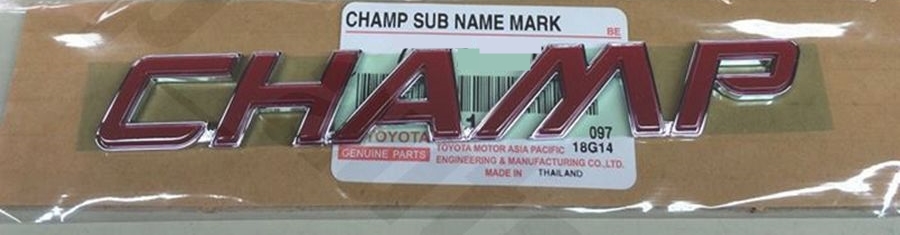 CHAMP SUB NAME MARK
BE
CHAMP
097
TOYOTA
GENUINE PARTS
TOYOTA MOTOR ASIA PACIFIC 18G14
ENGINEERING & MANUFACTURING CO.,LTD.
MADE IN THAILAND